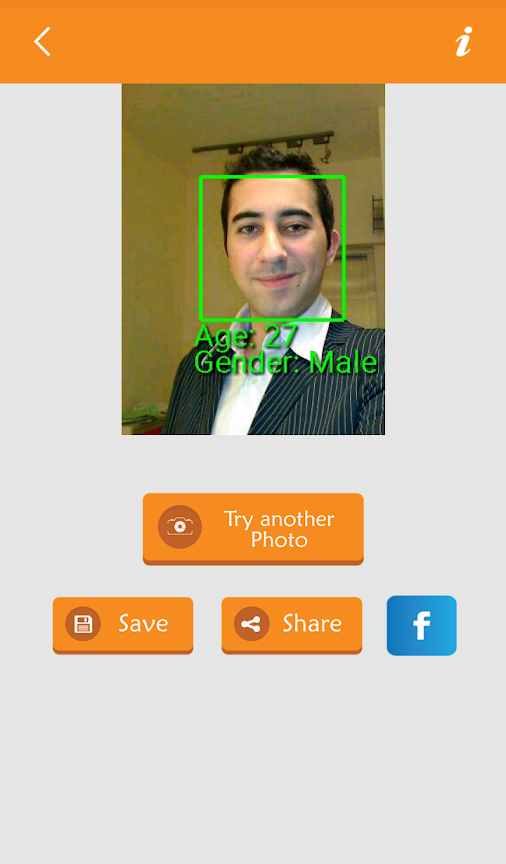 i
Age: 27
Gender: Male
Try another
Photo
Save
Share
f